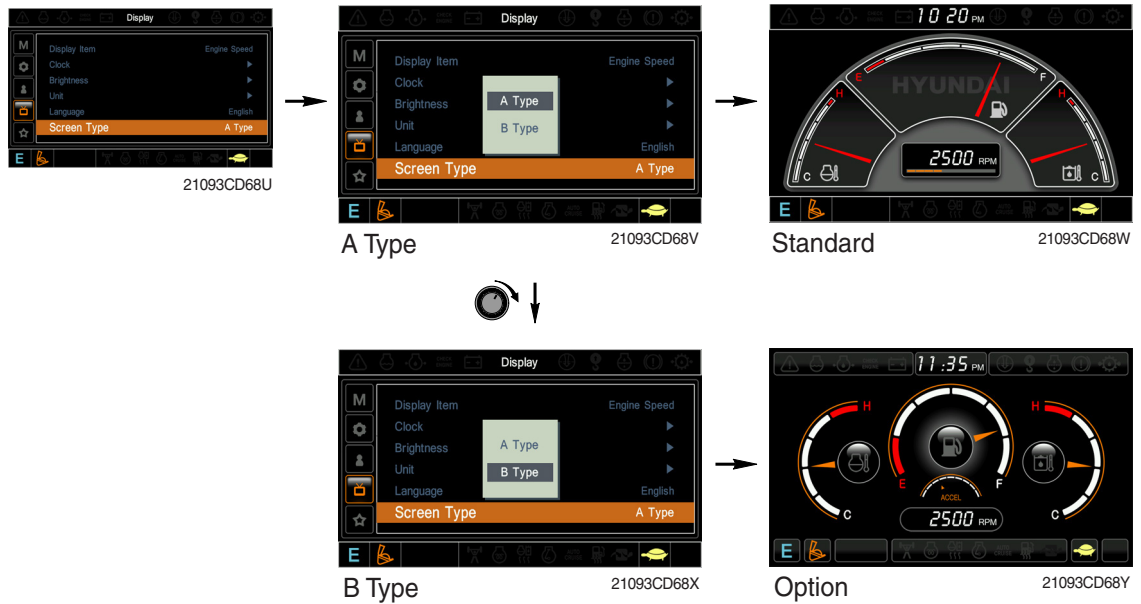 Display
M
Display Item Engine Speed
Clock
Brightness
Unit
Language English
Screen Type A Type
E
21093CD68U
Display
M
Display Item Engine Speed
Clock
Brightness
Unit
Language English
Screen Type A Type
A Type
B Type
E
A Type 21093CD68V
10 20 PM
HYUNDAI
E F
H H
C C
2500 RPM
E
Standard 21093CD68W
Display
M
Display Item Engine Speed
Clock
Brightness
Unit
Language English
Screen Type A Type
A Type
B Type
E
B Type 21093CD68X
11:35 PM
H H
E F
ACCEL
C C
2500 RPM
E
Option 21093CD68Y